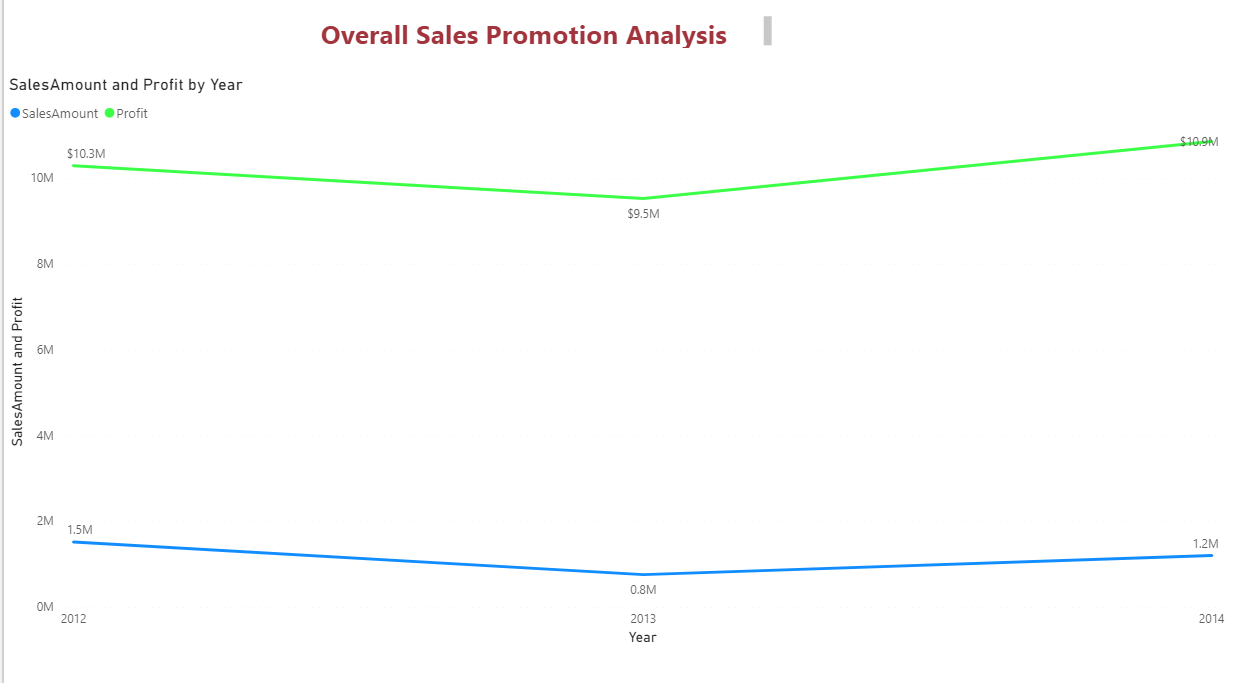 Overall Sales Promotion Analysis
SalesAmount and Profit by Year
SalesAmount Profit
$10.3M
$10.9M
10M
$9.5M
8M
6M
SalesAmount and Profit
4M
2M
1.5M
1.2M
0.8M
0M
2012 2013 2014
Year